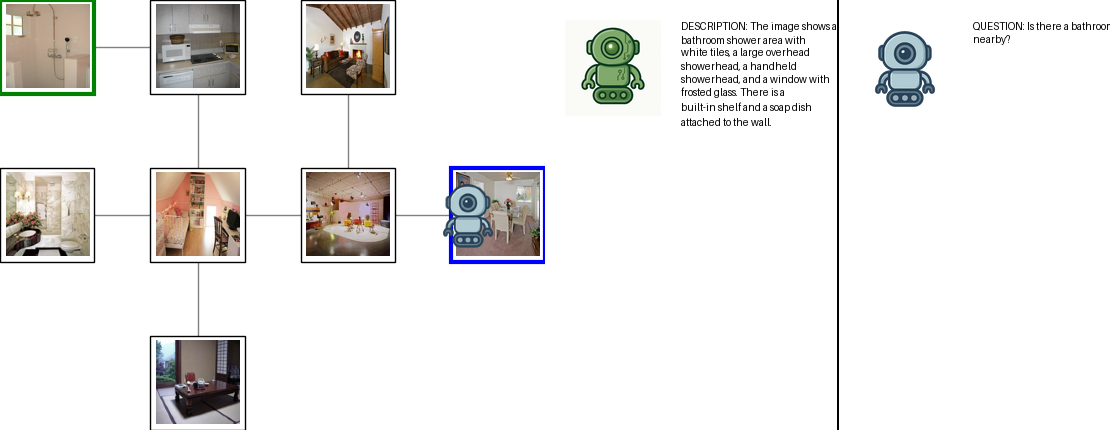 DESCRIPTION: The image shows a
bathroom shower area with
white tiles, a large overhead
showerhead, a handheld
showerhead, and a window with
frosted glass. There is a
built-in shelf and a soap dish
attached to the wall.
QUESTION: Is there a bathroor
nearby?